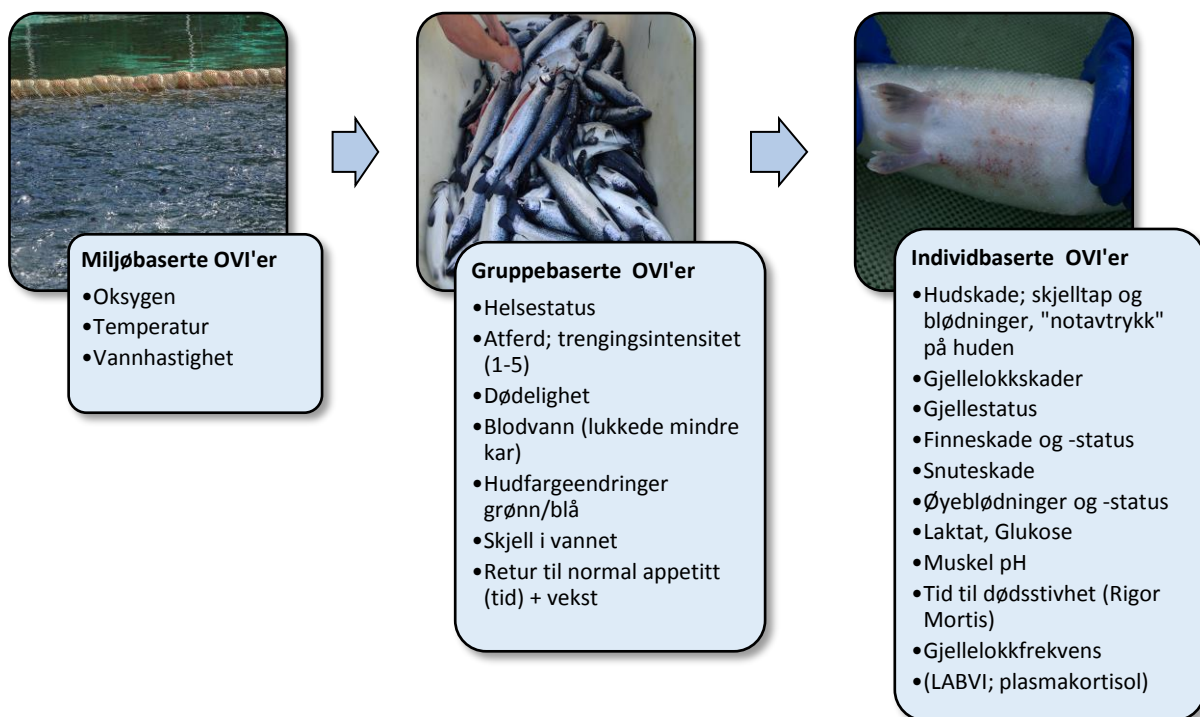 Miljøbaserte OVI'er
•Oksygen
•Temperatur
•Vannhastighet
Gruppebaserte OVI'er
•Helsestatus
•Atferd; trengingsintensitet
(1-5)
•Dødelighet
•Blodvann (lukkede mindre
kar)
•Hudfargeendringer
grønn/blå
•Skjell i vannet
•Retur til normal appetitt
(tid) + vekst
Individbaserte OVI'er
•Hudskade; skjelltap og
blødninger, "notavtrykk"
på huden
•Gjellelokkskader
•Gjellestatus
•Finneskade og -status
•Snuteskade
•Øyeblødninger og -status
•Laktat, Glukose
•Muskel pH
•Tid til dødsstivhet (Rigor
Mortis)
•Gjellelokkfrekvens
•(LABVI; plasmakortisol)